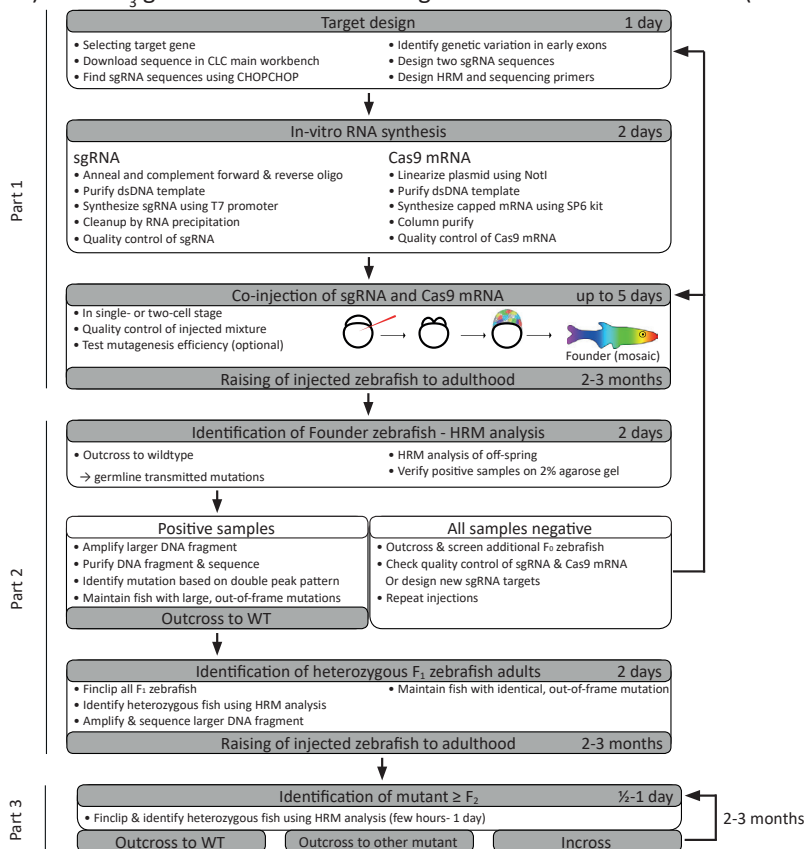 Target design 1 day
• Selecting target gene
• Download sequence in CLC main workbench
• Find sgRNA sequences using CHOPCHOP
• Identify genetic variation in early exons
• Design two sgRNA sequences
• Design HRM and sequencing primers
Part 1
In-vitro RNA synthesis 2 days
sgRNA
• Anneal and complement forward & reverse oligo
• Purify dsDNA template
• Synthesize sgRNA using T7 promoter
• Cleanup by RNA precipitation
• Quality control of sgRNA
Cas9 mRNA
• Linearize plasmid using NotI
• Purify dsDNA template
• Synthesize capped mRNA using SP6 kit
• Column purify
• Quality control of Cas9 mRNA
Co-injection of sgRNA and Cas9 mRNA up to 5 days
• In single- or two-cell stage
• Quality control of injected mixture
• Test mutagenesis efficiency (optional)
Founder (mosaic)
Raising of injected zebrafish to adulthood 2-3 months
Part 2
Identification of Founder zebrafish - HRM analysis 2 days
• Outcross to wildtype
→ germline transmitted mutations
• HRM analysis of off-spring
• Verify positive samples on 2% agarose gel
Positive samples
• Amplify larger DNA fragment
• Purify DNA fragment & sequence
• Identify mutation based on double peak pattern
• Maintain fish with large, out-of-frame mutations
Outcross to WT
All samples negative
• Outcross & screen additional F₀ zebrafish
• Check quality control of sgRNA & Cas9 mRNA
Or design new sgRNA targets
• Repeat injections
Identification of heterozygous F₁ zebrafish adults 2 days
• Finclip all F₁ zebrafish
• Identify heterozygous fish using HRM analysis
• Amplify & sequence larger DNA fragment
• Maintain fish with identical, out-of-frame mutation
Raising of injected zebrafish to adulthood 2-3 months
Part 3
Identification of mutant ≥ F₂ ½-1 day
• Finclip & identify heterozygous fish using HRM analysis (few hours- 1 day)
2-3 months
Outcross to WT
Outcross to other mutant
Incross